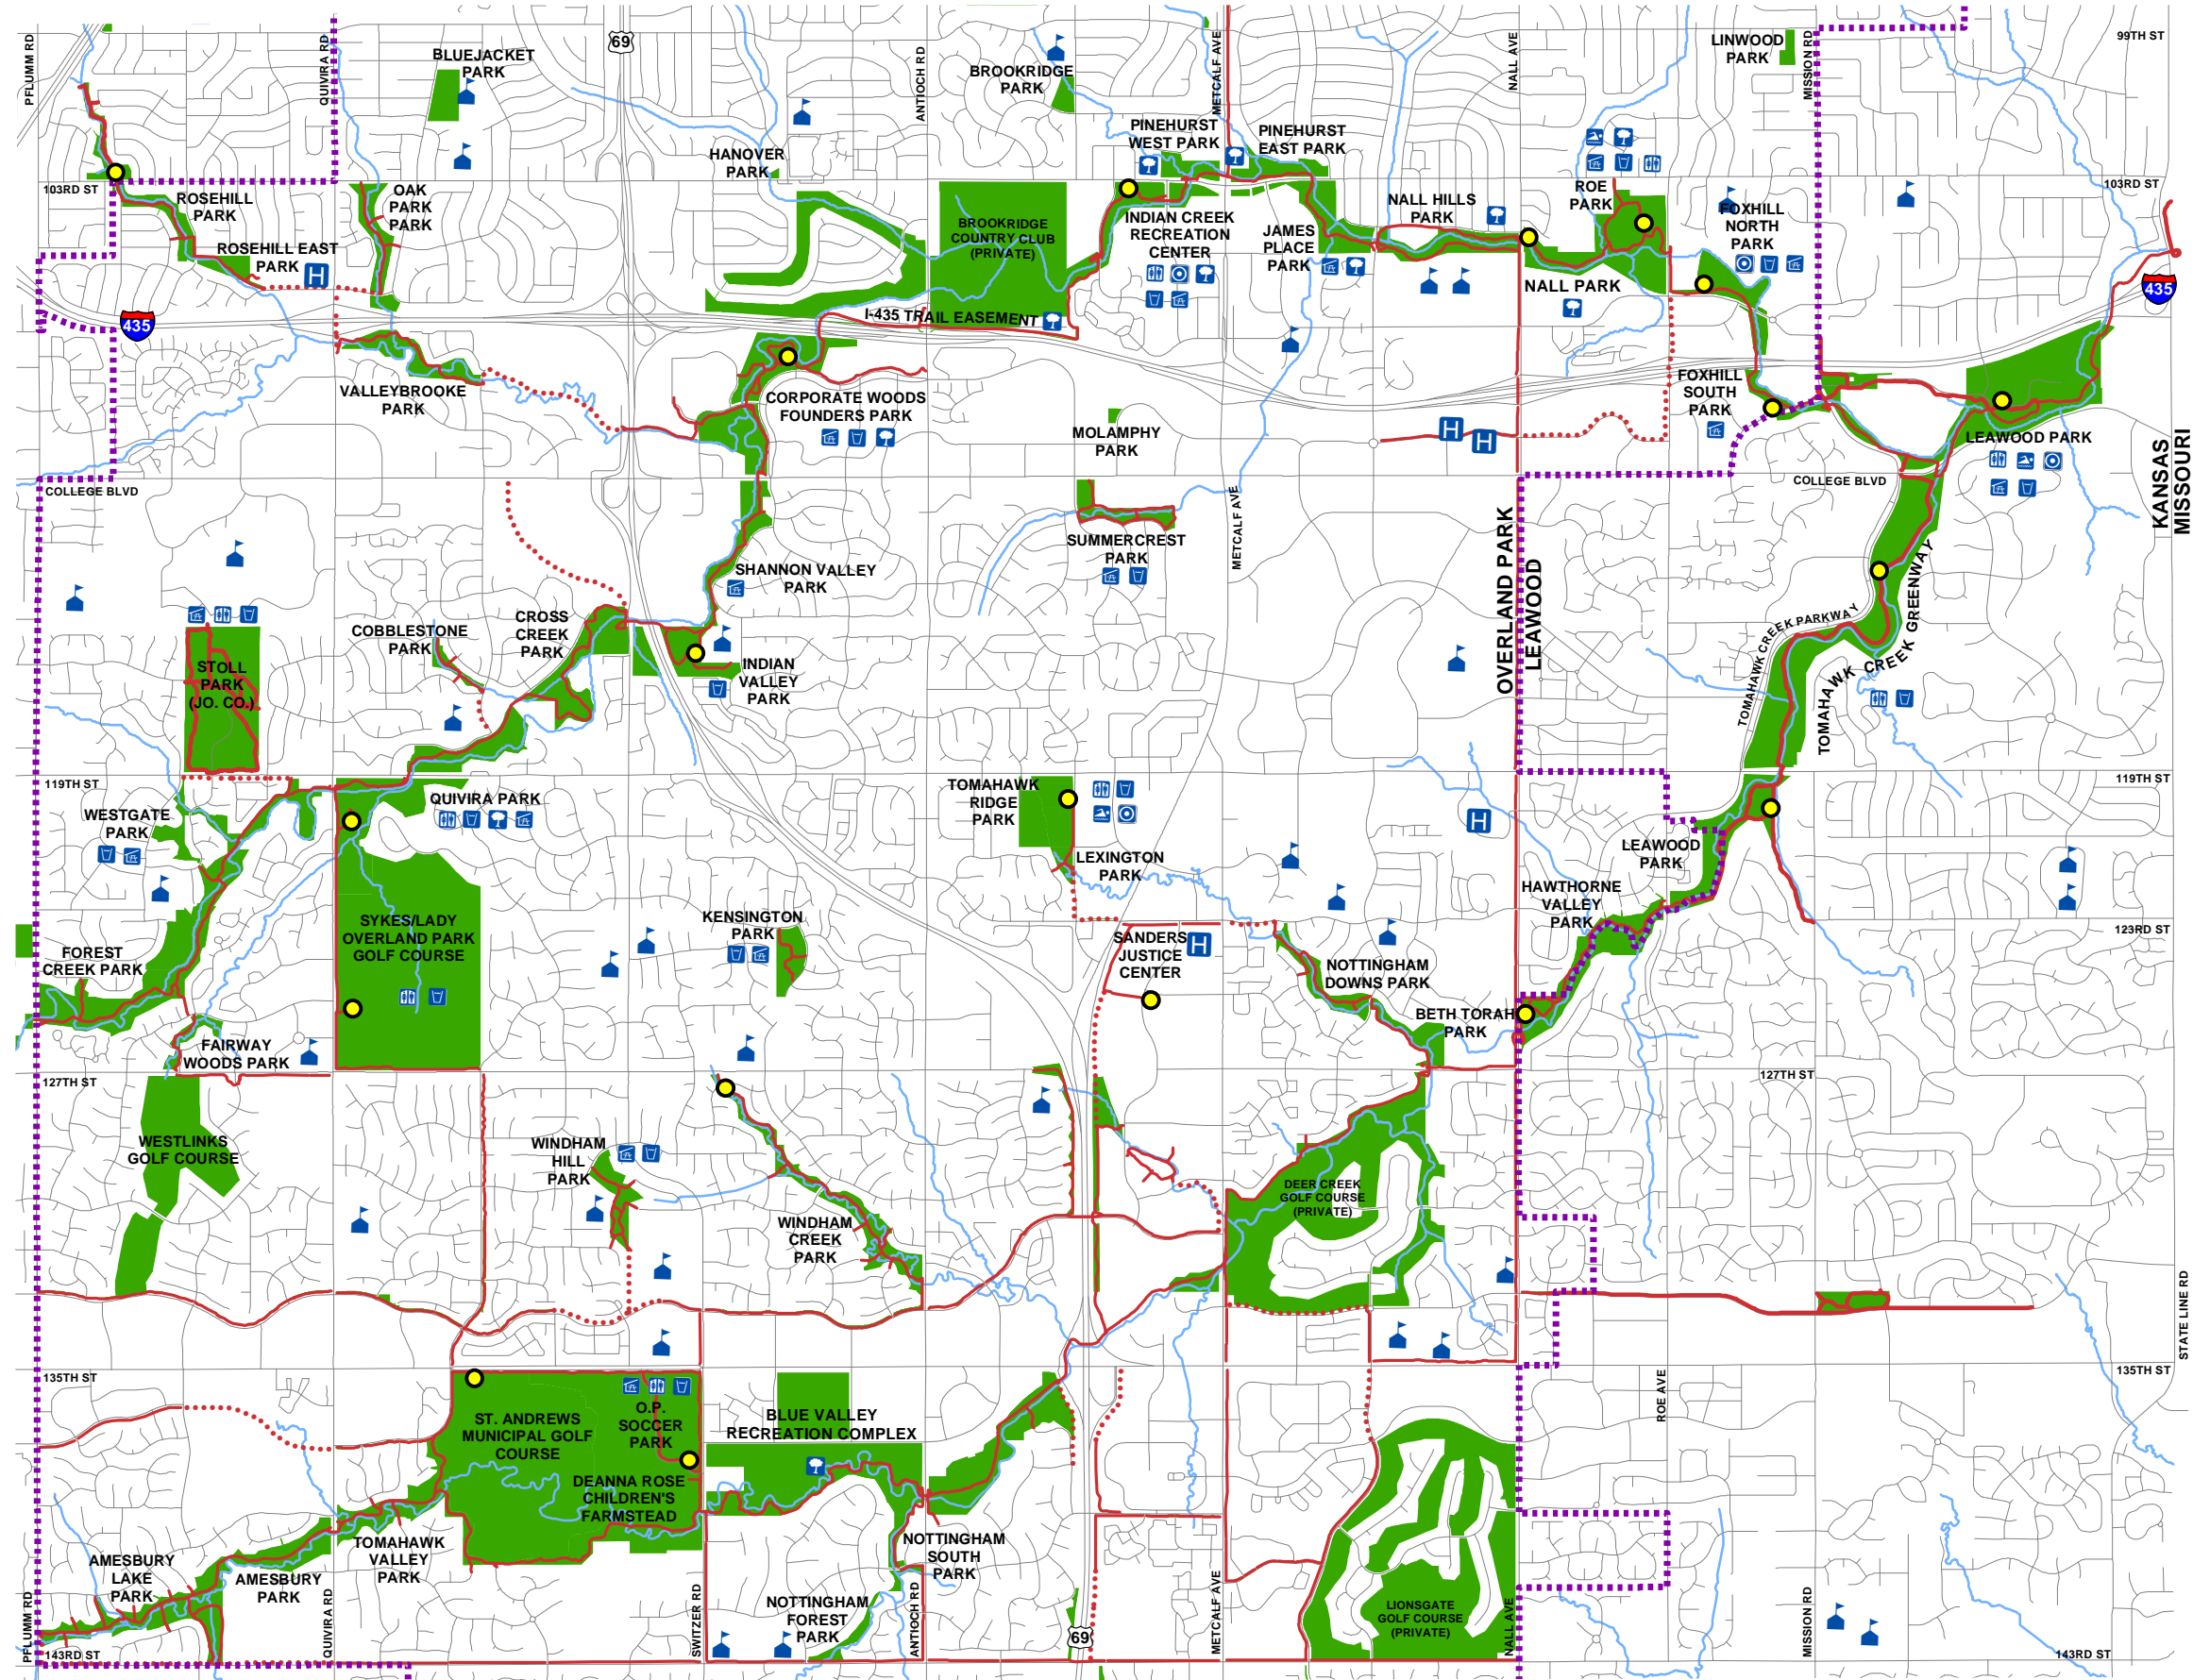 PFLUMM RD
QUIVIRA RD
BLUEJACKET
PARK
69
ANTIOCH RD
BROOKRIDGE
PARK
METCALF AVE
NALL AVE
LINWOOD
PARK
MISSION RD
99TH ST
HANOVER
PARK
PINEHURST
WEST PARK
PINEHURST
EAST PARK
103RD ST
ROSEHILL
PARK
OAK
PARK
PARK
ROSEHILL EAST
PARK
H
BROOKRIDGE
COUNTRY CLUB
(PRIVATE)
INDIAN CREEK
RECREATION
CENTER
JAMES
PLACE
PARK
NALL HILLS
PARK
ROE
PARK
FOXHILL
NORTH
PARK
103RD ST
NALL PARK
435
435
I-435 TRAIL EASEMENT
VALLEYBROOKE
PARK
CORPORATE WOODS
FOUNDERS PARK
MOLAMPHY
PARK
H
H
FOXHILL
SOUTH
PARK
LEAWOOD PARK
KANSAS
MISSOURI
COLLEGE BLVD
COLLEGE BLVD
METCALF AVE
SUMMERCREST
PARK
OVERLAND PARK
LEAWOOD
SHANNON VALLEY
PARK
COBBLESTONE
PARK
CROSS
CREEK
PARK
INDIAN
VALLEY
PARK
STOLL
PARK
(JO. CO.)
TOMAHAWK CREEK PARKWAY
TOMAHAWK CREEK GREENWAY
119TH ST
119TH ST
WESTGATE
PARK
QUIVIRA PARK
TOMAHAWK
RIDGE
PARK
H
LEXINGTON
PARK
LEAWOOD
PARK
HAWTHORNE
VALLEY
PARK
SYKES/LADY
OVERLAND PARK
GOLF COURSE
KENSINGTON
PARK
SANDERS
JUSTICE
CENTER
H
NOTTINGHAM
DOWNS PARK
123RD ST
FOREST
CREEK PARK
BETH TORAH
PARK
FAIRWAY
WOODS PARK
127TH ST
127TH ST
WESTLINKS
GOLF COURSE
WINDHAM
HILL
PARK
WINDHAM
CREEK
PARK
DEER CREEK
GOLF COURSE
(PRIVATE)
STATE LINE RD
135TH ST
135TH ST
ROE AVE
ST. ANDREWS
MUNICIPAL GOLF
COURSE
O.P.
SOCCER
PARK
BLUE VALLEY
RECREATION COMPLEX
DEANNA ROSE
CHILDREN'S
FARMSTEAD
TOMAHAWK
VALLEY
PARK
NOTTINGHAM
SOUTH
PARK
AMESBURY
LAKE
PARK
AMESBURY
PARK
NOTTINGHAM
FOREST
PARK
LIONSGATE
GOLF COURSE
(PRIVATE)
PFLUMM RD
QUIVIRA RD
SWITZER RD
ANTIOCH RD
69
METCALF AVE
NALL AVE
MISSION RD
143RD ST
143RD ST